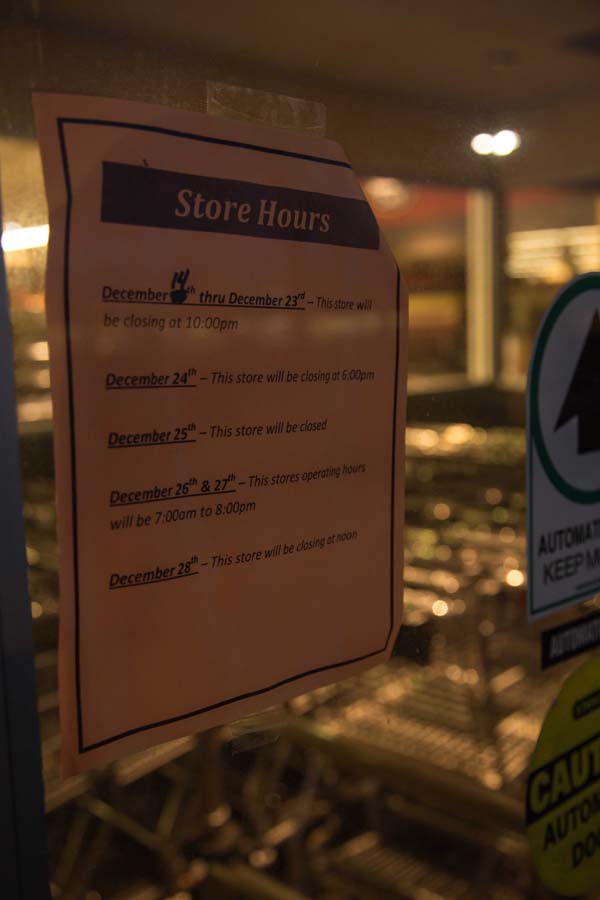 Store Hours
December 14th thru December 23rd – This store will
be closing at 10:00pm
December 24th – This store will be closing at 6:00pm
December 25th – This store will be closed
December 26th & 27th – This stores operating hours
will be 7:00am to 8:00pm
December 28th – This store will be closing at noon
AUTOMAT
KEEP M
AUTOMAT
CAUT
AUTOM
DO